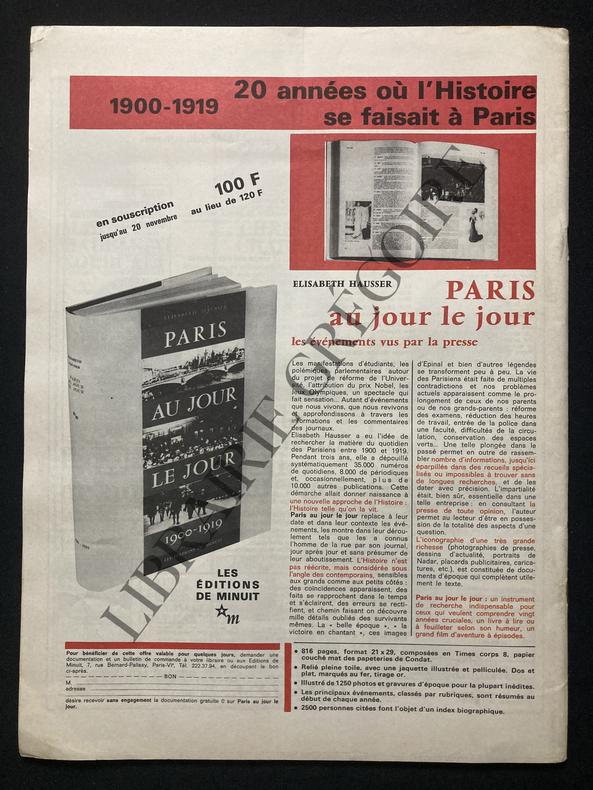 1900-1919
20 années où l'Histoire
se faisait à Paris
en souscription
jusqu'au 20 novembre
100 F
au lieu de 120 F
ELISABETH HAUSSER
PARIS
AU JOUR
LE JOUR
1900-1919
LES
ÉDITIONS
DE MINUIT
ELISABETH HAUSSER
PARIS
au jour le jour
les événements vus par la presse
Les manifestations d'étudiants, les
polémiques parlementaires autour
du projet de réforme de l'Univer-
sité, l'attribution du prix Nobel, les
Jeux Olympiques, un spectacle qui
fait sensation... Autant d'événements
que nous vivons, que nous revivons
et approfondissons à travers les
informations et les commentaires
des journaux.
Elisabeth Hausser a eu l'idée de
rechercher la matière du quotidien
des Parisiens entre 1900 et 1919.
Pendant trois ans, elle a dépouillé
systématiquement 35.000 numéros
de quotidiens, 8.000 de périodiques
et, occasionnellement, plus de
10.000 autres publications. Cette
démarche allait donner naissance à
une nouvelle approche de l'Histoire :
l'Histoire telle qu'on la vit.
Paris au jour le jour replace à leur
date et dans leur contexte les évé-
nements, les montre dans leur dérou-
lement tels que les a connus
l'homme de la rue par son journal,
jour après jour et sans présumer de
leur aboutissement. L'Histoire n'est
pas réécrite, mais considérée sous
l'angle des contemporains, sensibles
aux grands comme aux petits côtés :
des coïncidences apparaissent, des
faits se rapprochent dans le temps
et s'éclairent, des erreurs se recti-
fient, et chemin faisant on découvre
mille détails oubliés des survivants
mêmes. La « belle époque », « la
victoire en chantant », ces images
d'Epinal et bien d'autres légendes
se transforment peu à peu. La vie
des Parisiens était faite de multiples
contradictions et nos problèmes
actuels apparaissent comme le pro-
longement de ceux de nos parents
ou de nos grands-parents : réforme
des examens, réduction des heures
de travail, entrée de la police dans
une faculté, difficultés de la circu-
lation, conservation des espaces
verts... Une telle plongée dans le
passé permet en outre de rassem-
bler nombre d'informations, jusqu'ici
éparpillées dans des recueils spécia-
lisés ou impossibles à trouver sans
de longues recherches, et de les
dater avec précision. L'impartialité
était, bien sûr, essentielle dans une
telle entreprise : en consultant la
presse de toute opinion, l'auteur
permet au lecteur d'être en posses-
sion de la totalité des aspects d'une
question.
L'iconographie d'une très grande
richesse (photographies de presse,
dessins d'actualité, portraits de
Nadar, placards publicitaires, carica-
tures, etc.), est constituée de docu-
ments d'époque qui complètent utile-
ment le texte.
Paris au jour le jour : un instrument
de recherche indispensable pour
ceux qui veulent comprendre vingt
années cruciales, un livre à lire ou
à feuilleter selon son humeur, un
grand film d'aventure à épisodes.
Pour bénéficier de cette offre valable pour quelques jours, demander une
documentation et un bulletin de commande à votre libraire ou aux Editions de
Minuit, 7, rue Bernard-Palissy, Paris-VIe. Tél. 222.37.94, en découpant le bon
ci-après.
BON
M.
adresse
désire recevoir sans engagement la documentation gratuite © sur Paris au jour le
jour.
• 816 pages, format 21 x 29, composées en Times corps 8, papier
couché mat des papeteries de Condat.
• Relié pleine toile, avec une jaquette illustrée et pelliculée. Dos et
plat, marqués au fer, tirage or.
• Illustré de 1250 photos et gravures d'époque pour la plupart inédites.
• Les principaux événements, classés par rubriques, sont résumés au
début de chaque année.
• 2500 personnes citées font l'objet d'un index biographique.
LIBRAIRIE OPÉGOIRE